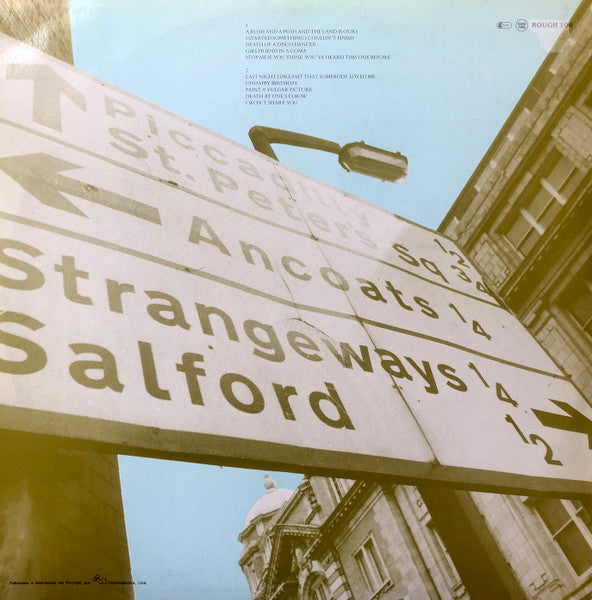 1
A RUSH AND A PUSH AND THE LAND IS OURS
I STARTED SOMETHING I COULDN'T FINISH
DEATH OF A DISCO DANCER
GIRLFRIEND IN A COMA
STOP ME IF YOU THINK YOU'VE HEARD THIS ONE BEFORE
2
LAST NIGHT I DREAMT THAT SOMEBODY LOVED ME
UNHAPPY BIRTHDAY
PAINT A VULGAR PICTURE
DEATH AT ONE'S ELBOW
I WON'T SHARE YOU
ROUGH 106
Piccadilly 1/2
St. Peters Sq. 3/4
Ancoats 1/4
Strangeways 1/4
Salford 1/2
Fabricado e distribuido em Portugal por